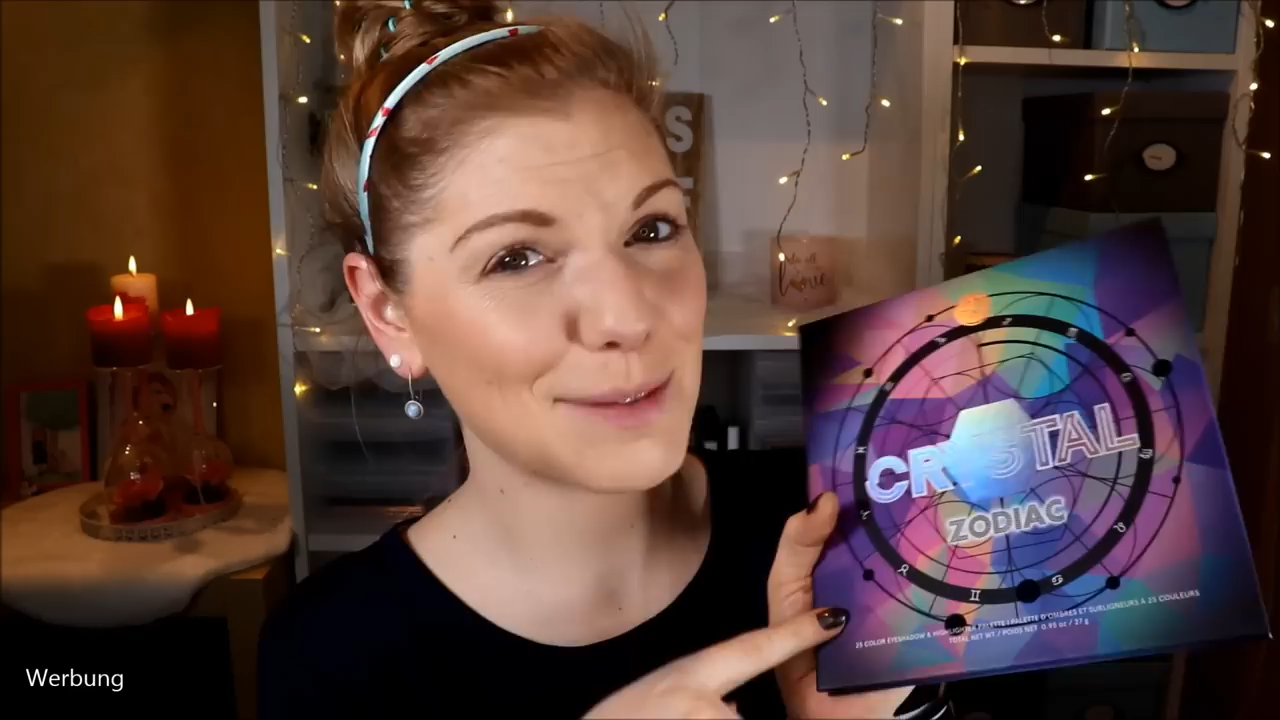 S
CRYSTAL
ZODIAC
25 COLOR EYESHADOW & HIGHLIGHTER PALETTE / PALETTE D'OMBRES ET SURLIGNEURS À 25 COULEURS
TOTAL NET WT / POIDS NET 0.95 oz / 27 g
Werbung